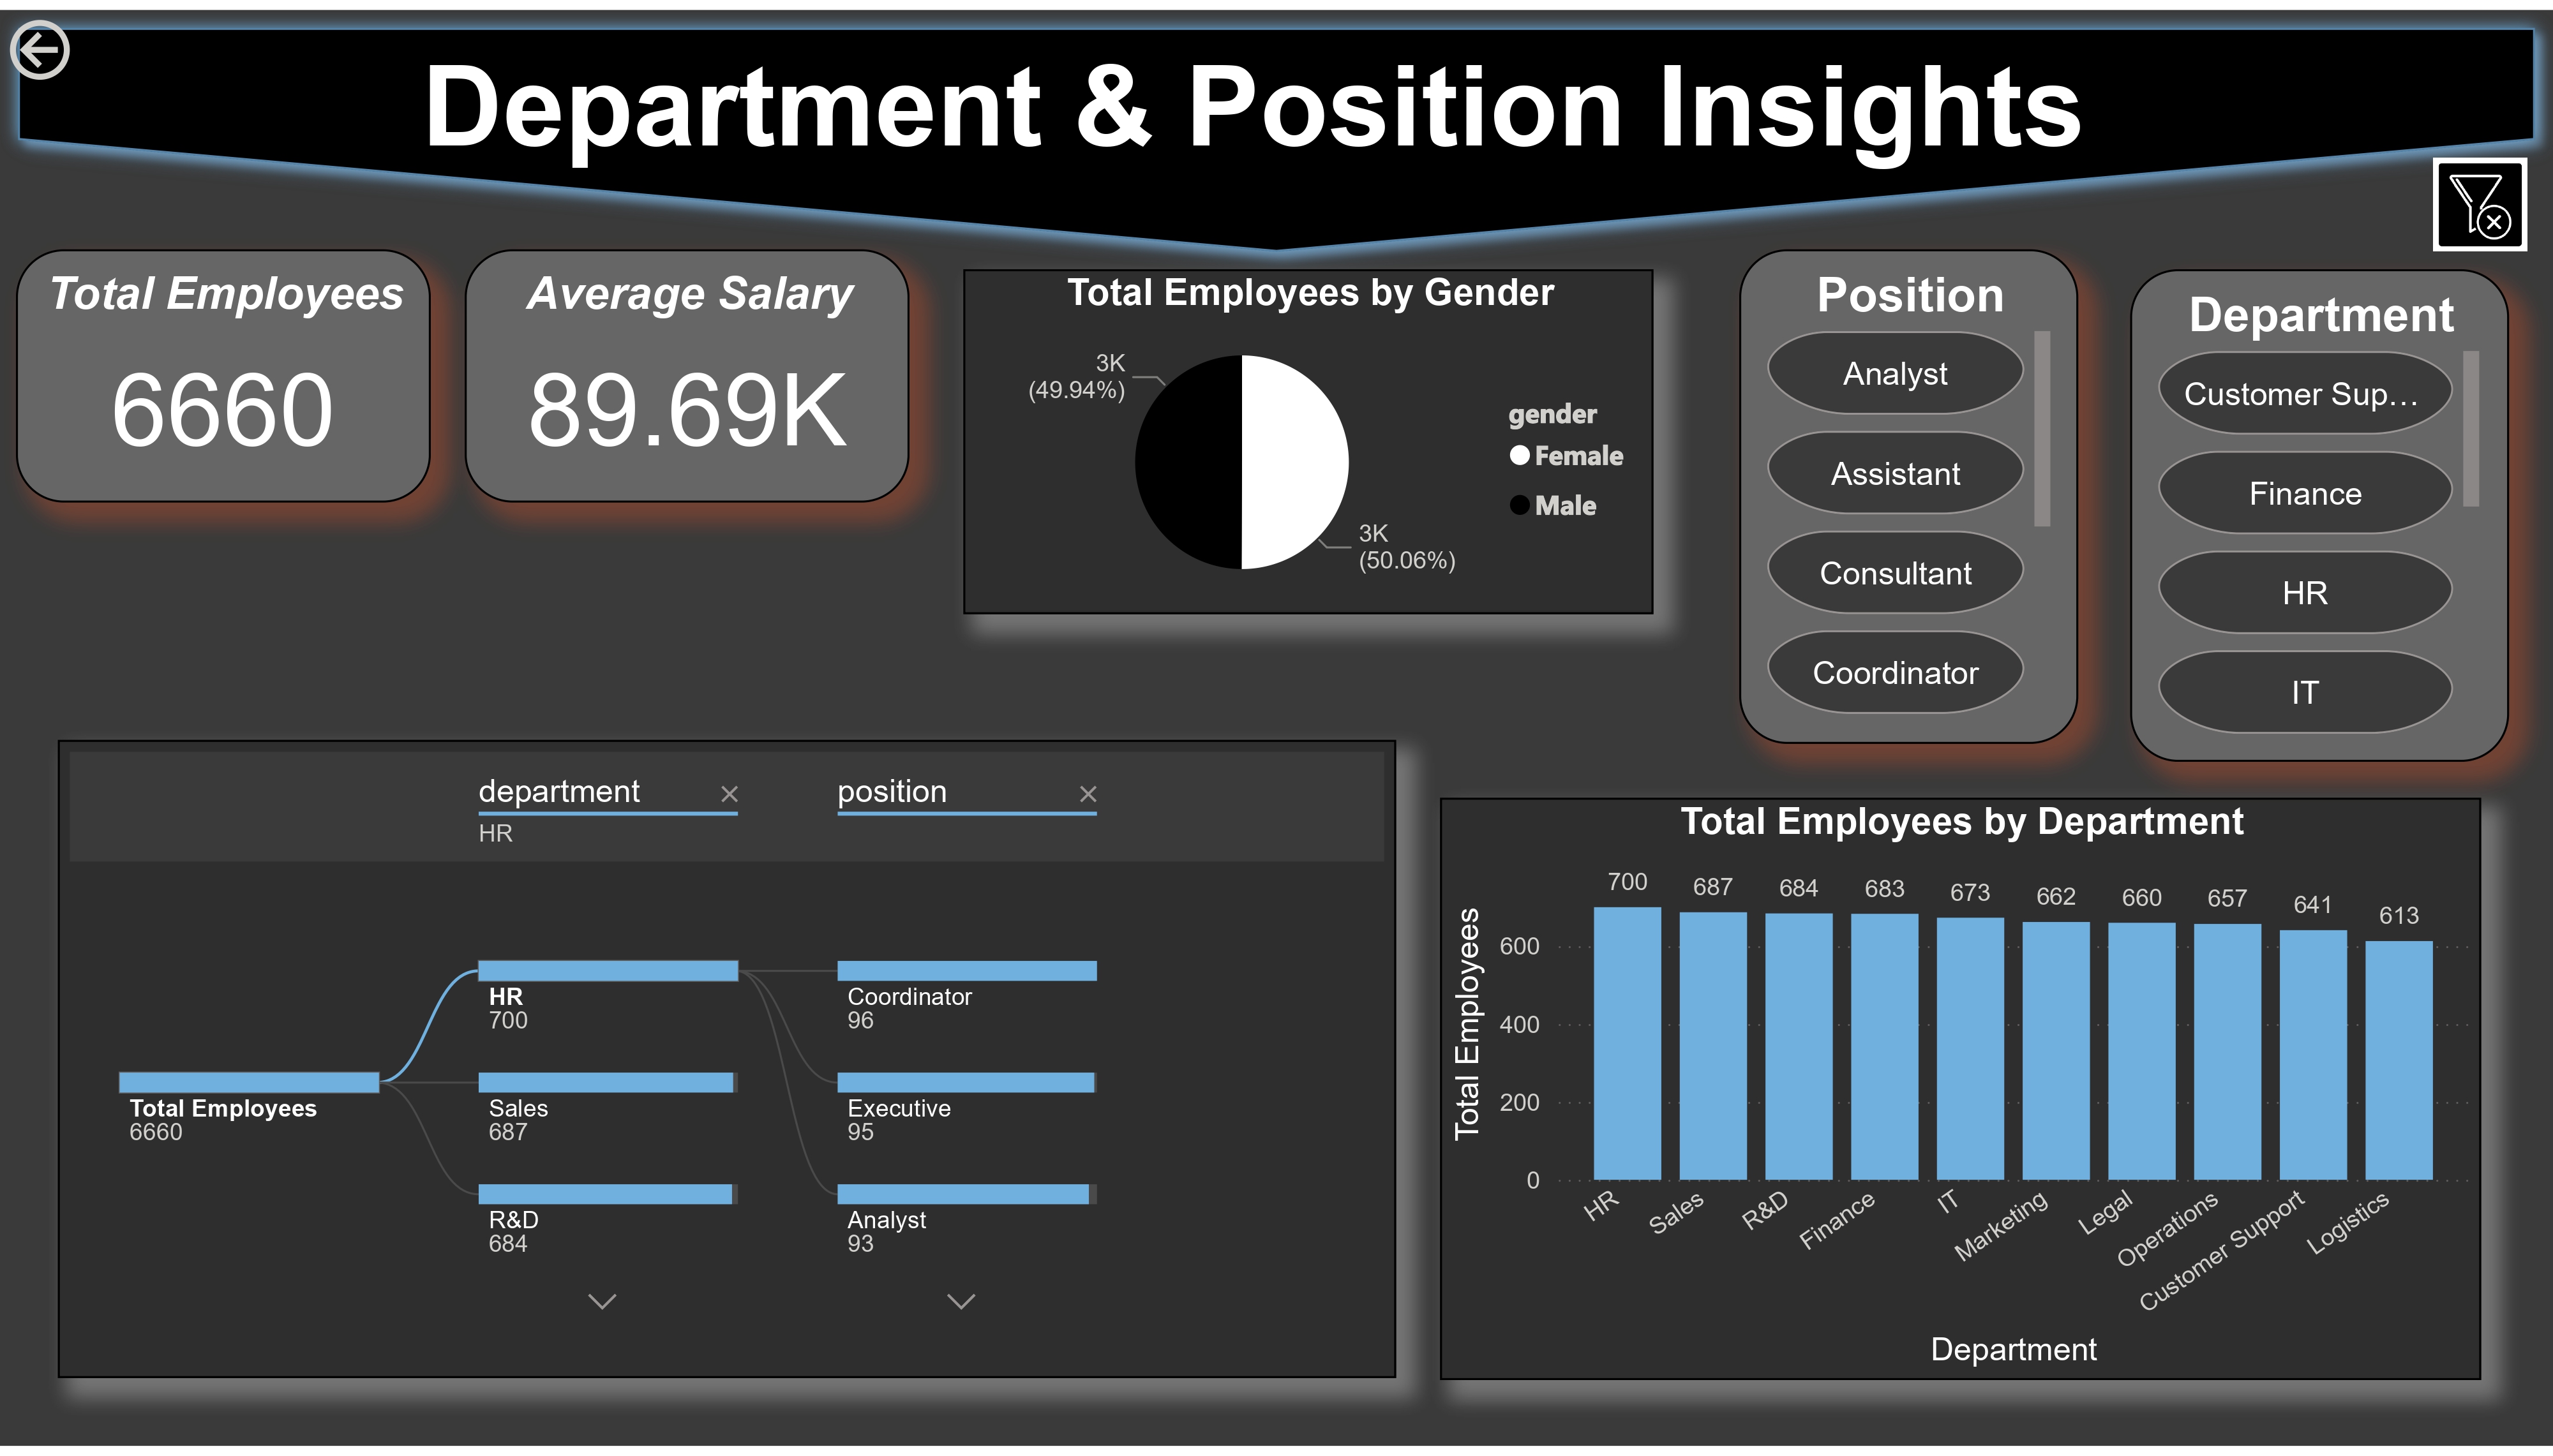 Department & Position Insights
Total Employees
6660
Average Salary
89.69K
Total Employees by Gender
3K
(49.94%)
3K
(50.06%)
gender
Female
Male
Position
Analyst
Assistant
Consultant
Coordinator
Department
Customer Sup...
Finance
HR
IT
department
HR
position
Total Employees
6660
HR
700
Sales
687
R&D
684
Coordinator
96
Executive
95
Analyst
93
Total Employees by Department
Total Employees
600
400
200
0
700
687
684
683
673
662
660
657
641
613
HR
Sales
R&D
Finance
IT
Marketing
Legal
Operations
Customer Support
Logistics
Department